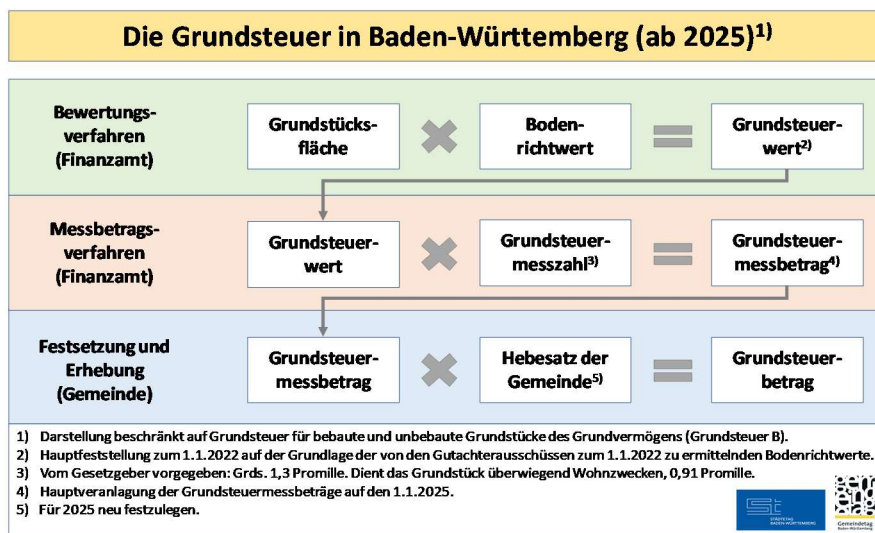 Die Grundsteuer in Baden-Württemberg (ab 2025)1)
Bewertungs-
verfahren
(Finanzamt)
Grundstücks-
fläche
Boden-
richtwert
Grundsteuer-
wert2)
Messbetrags-
verfahren
(Finanzamt)
Grundsteuer-
wert
Grundsteuer-
messzahl3)
Grundsteuer-
messbetrag4)
Festsetzung und
Erhebung
(Gemeinde)
Grundsteuer-
messbetrag
Hebesatz der
Gemeinde5)
Grundsteuer-
betrag
1) Darstellung beschränkt auf Grundsteuer für bebaute und unbebaute Grundstücke des Grundvermögens (Grundsteuer B).
2) Hauptfeststellung zum 1.1.2022 auf der Grundlage der von den Gutachterausschüssen zum 1.1.2022 zu ermittelnden Bodenrichtwerte.
3) Vom Gesetzgeber vorgegeben: Grds. 1,3 Promille. Dient das Grundstück überwiegend Wohnzwecken, 0,91 Promille.
4) Hauptveranlagung der Grundsteuermessbeträge auf den 1.1.2025.
5) Für 2025 neu festzulegen.
STÄDTETAG
BADEN-WÜRTTEMBERG
Gemeindetag
Baden-Württemberg